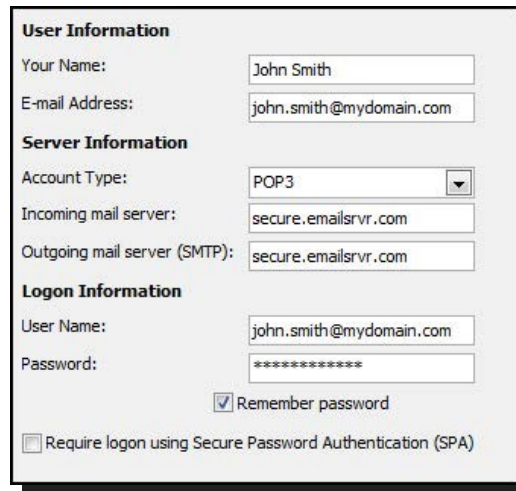 User Information
Your Name: John Smith
E-mail Address: john.smith@mydomain.com
Server Information
Account Type: POP3
Incoming mail server: secure.emailsrvr.com
Outgoing mail server (SMTP): secure.emailsrvr.com
Logon Information
User Name: john.smith@mydomain.com
Password: ************
Remember password
Require logon using Secure Password Authentication (SPA)